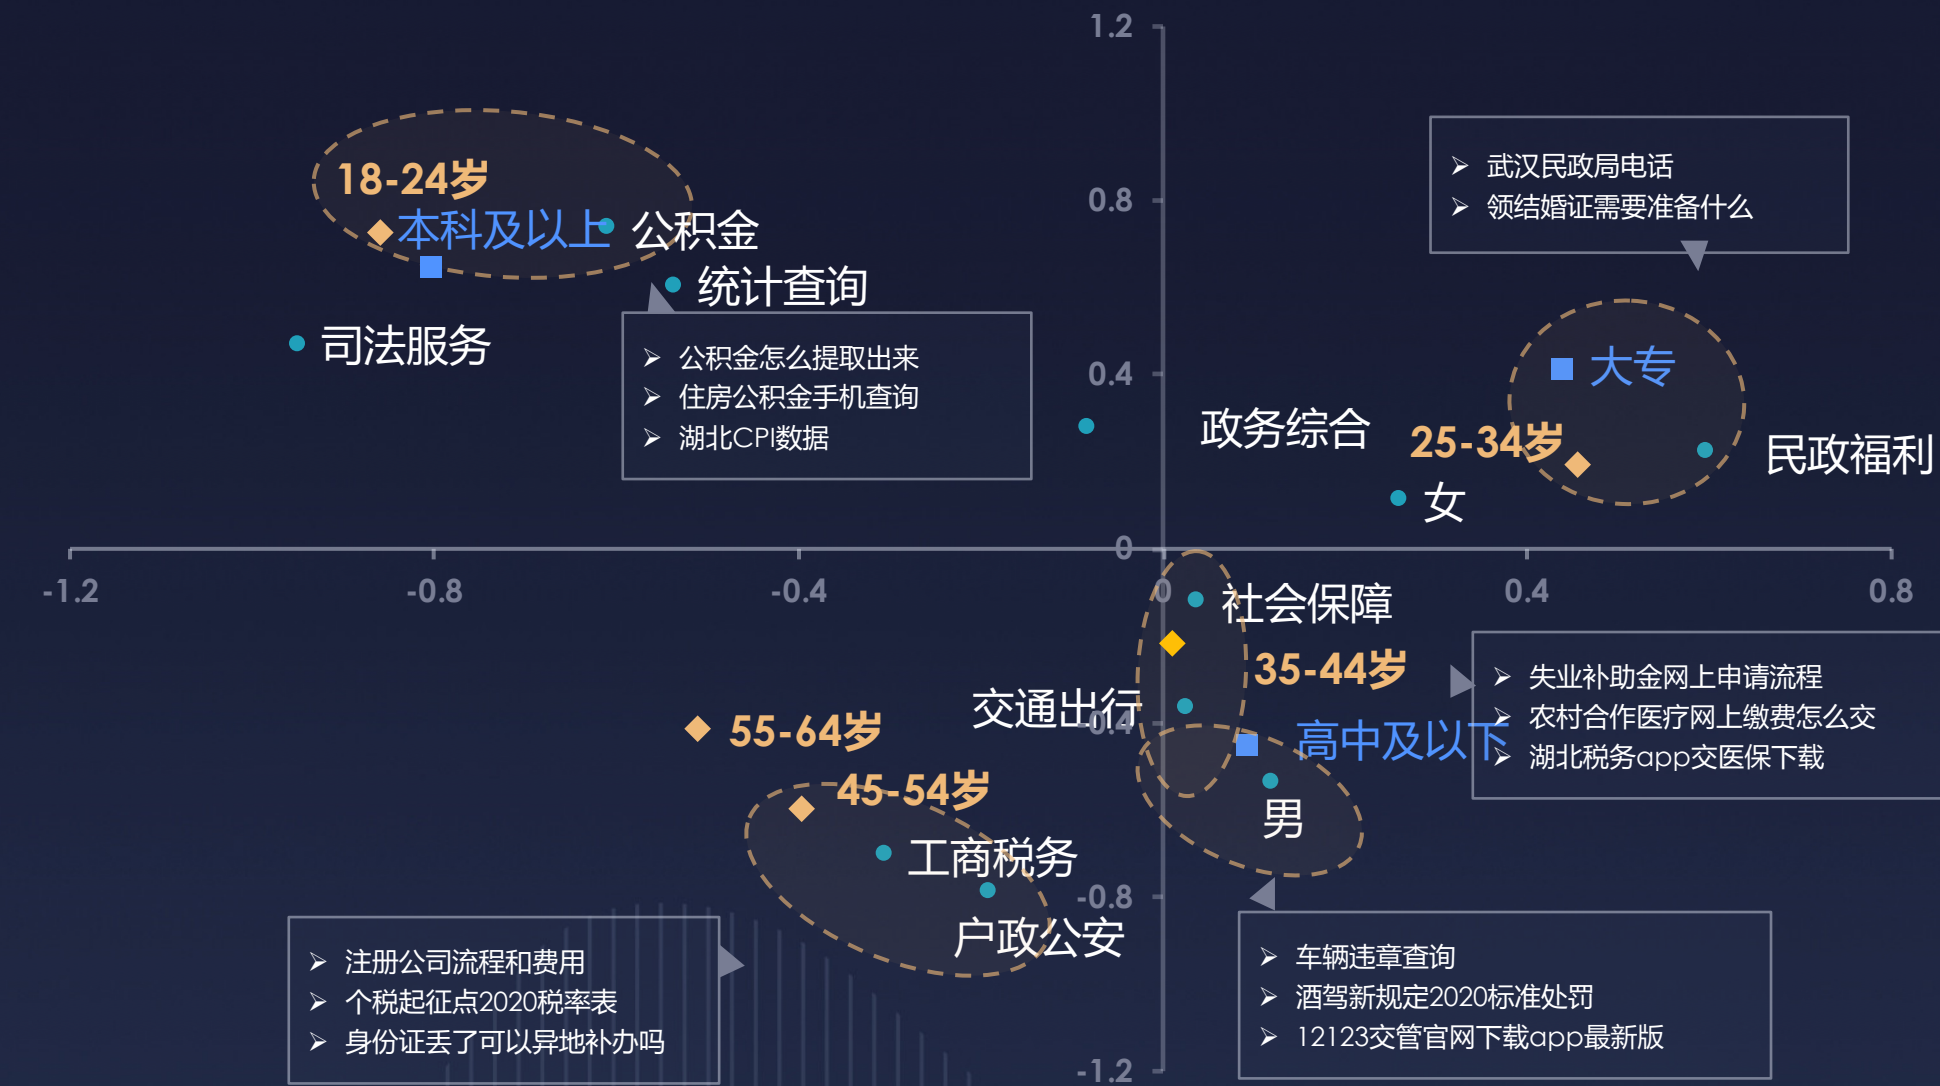 1.2
0.8
0.4
0
-0.4
-0.8
-1.2
-1.2
-0.8
-0.4
0
0.4
0.8
18-24岁
本科及以上
公积金
统计查询
司法服务
公积金怎么提取出来
住房公积金手机查询
湖北CPI数据
武汉民政局电话
领结婚证需要准备什么
大专
政务综合
25-34岁
民政福利
女
社会保障
35-44岁
交通出行
高中及以下
男
失业补助金网上申请流程
农村合作医疗网上缴费怎么交
湖北税务app交医保下载
55-64岁
45-54岁
工商税务
户政公安
注册公司流程和费用
个税起征点2020税率表
身份证丢了可以异地补办吗
车辆违章查询
酒驾新规定2020标准处罚
12123交管官网下载app最新版